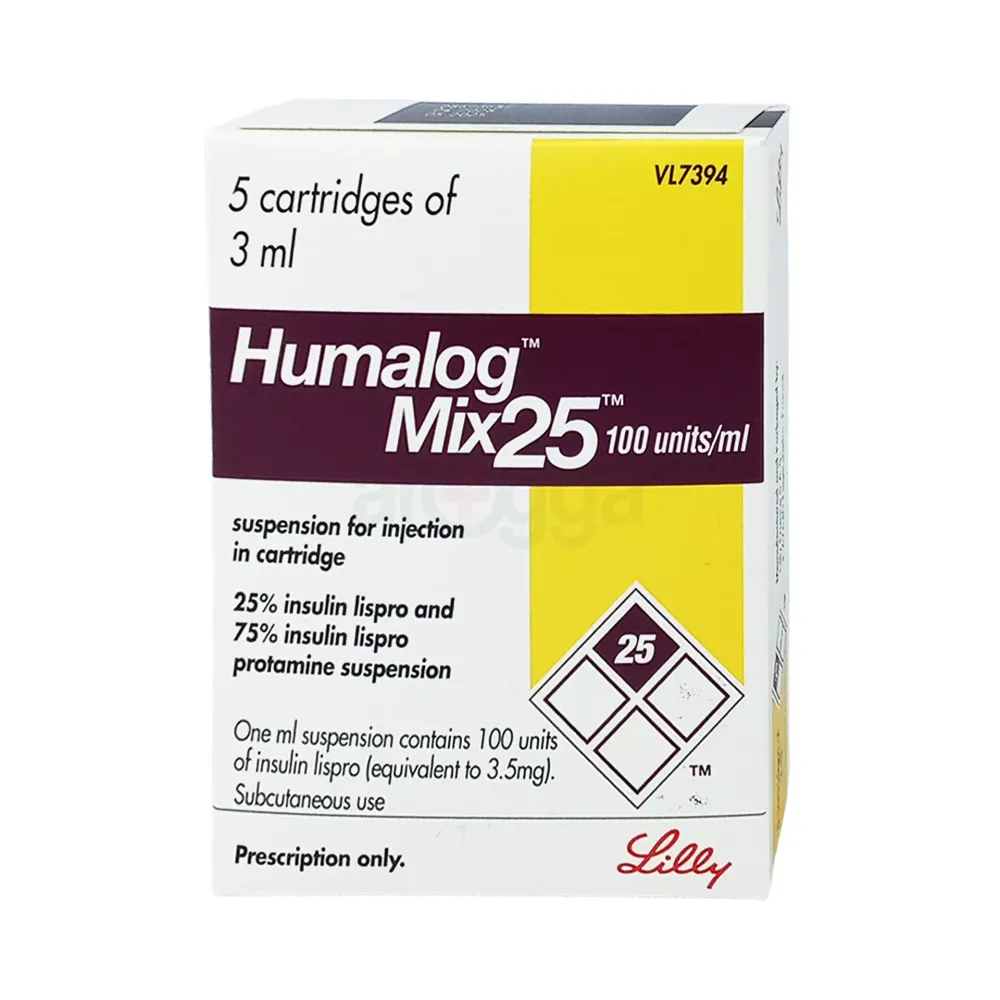 VL7394
5 cartridges of
3 ml
Humalog™
Mix25™ 100 units/ml
arogga
suspension for injection
in cartridge
25% insulin lispro and
75% insulin lispro
protamine suspension
25
TM
One ml suspension contains 100 units
of insulin lispro (equivalent to 3.5mg).
Subcutaneous use
Prescription only.
Lilly
Lilly